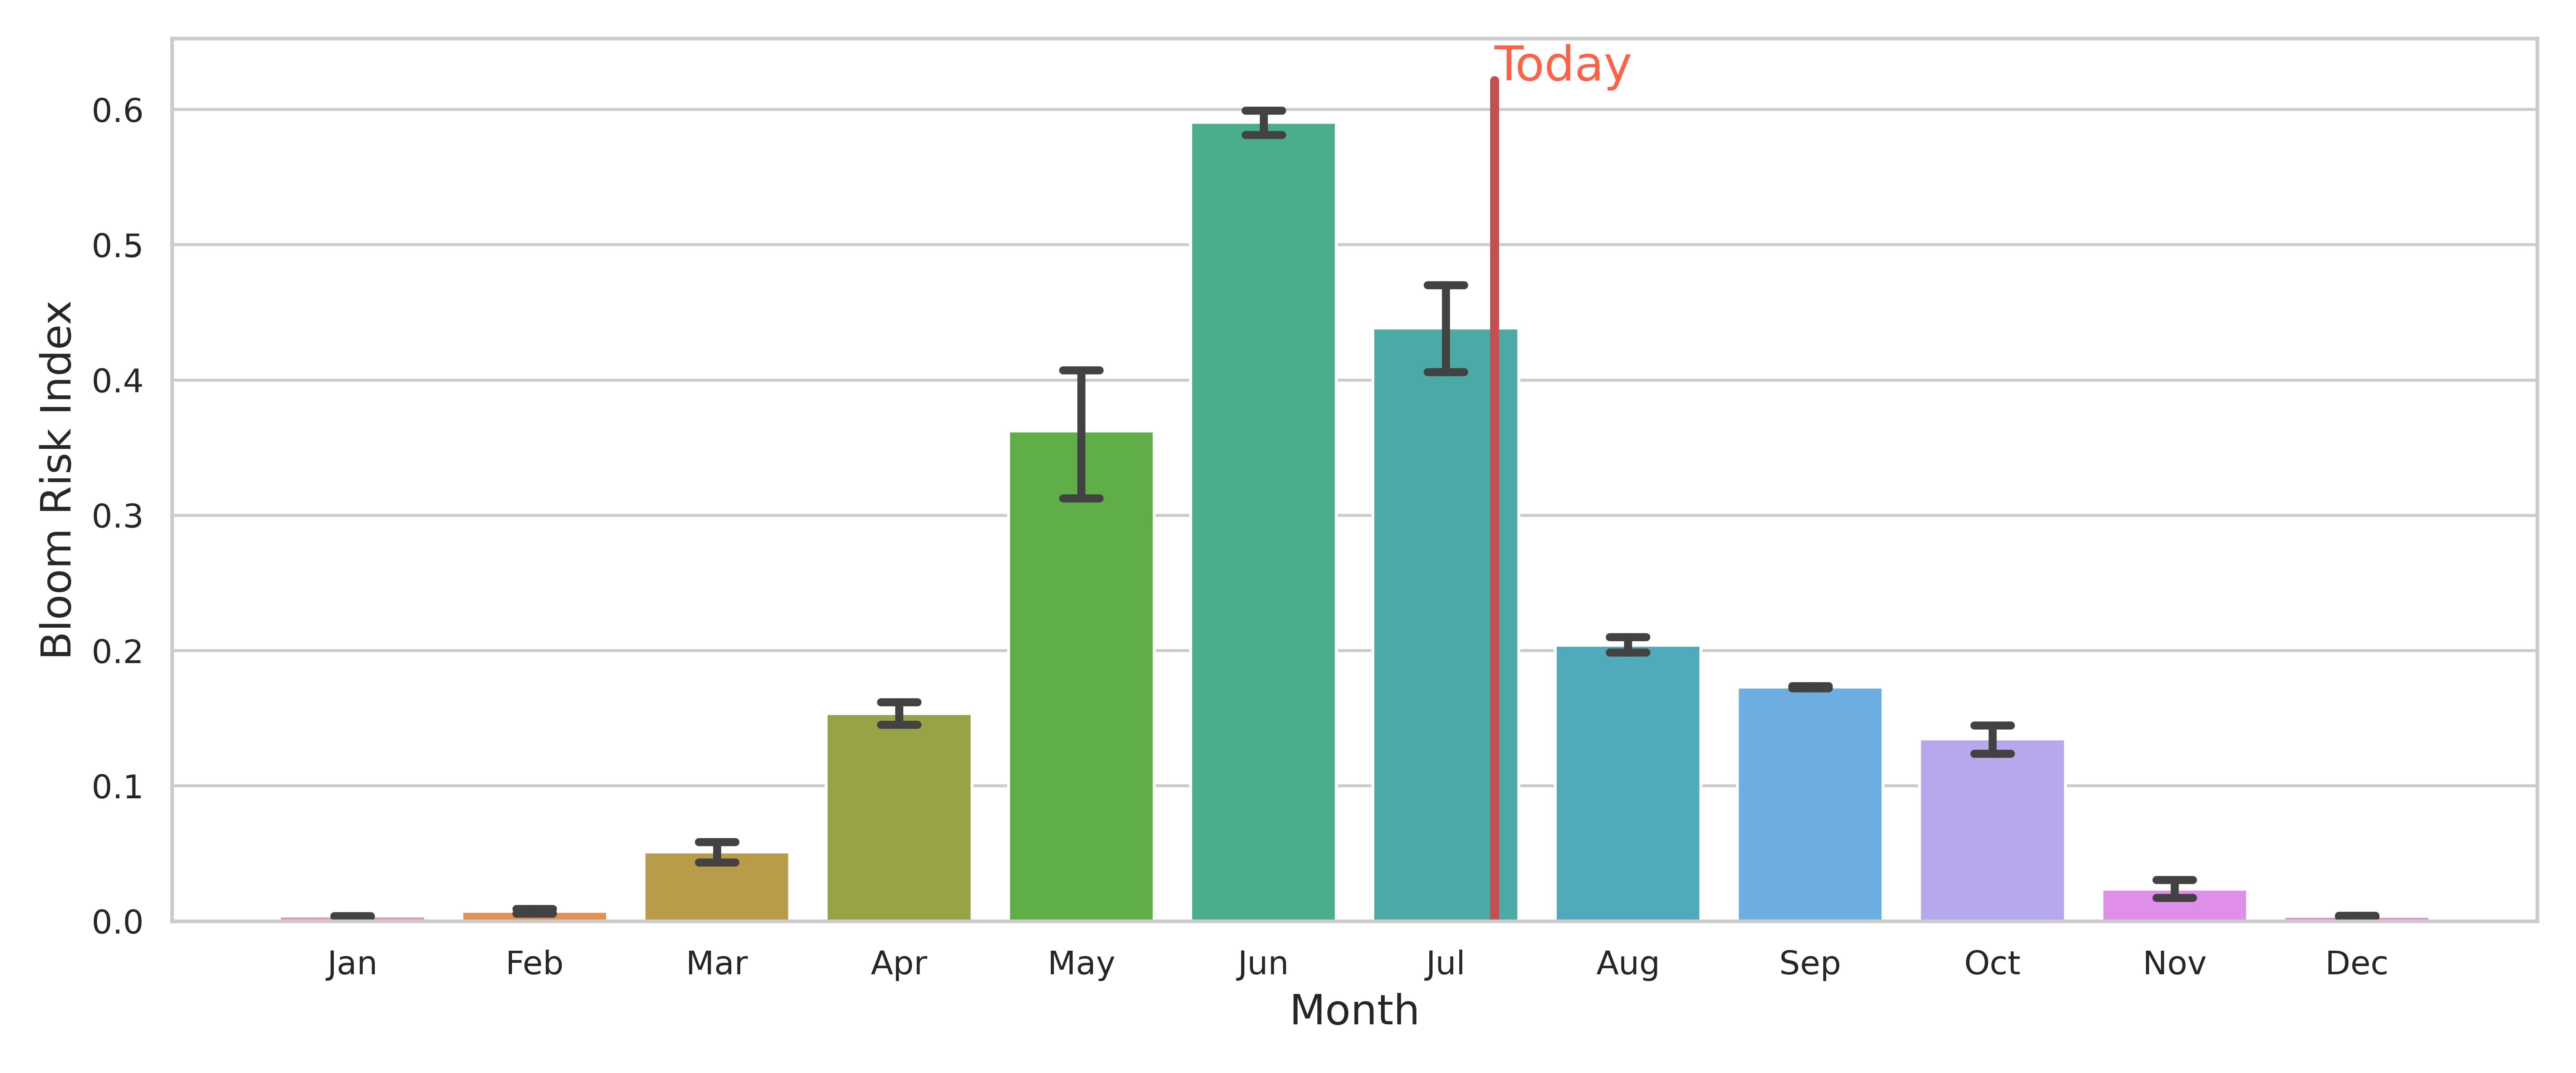 Today
0.6
0.5
0.4
0.3
0.2
0.1
0.0
Bloom Risk Index
Jan Feb Mar Apr May Jun Jul Aug Sep Oct Nov Dec
Month